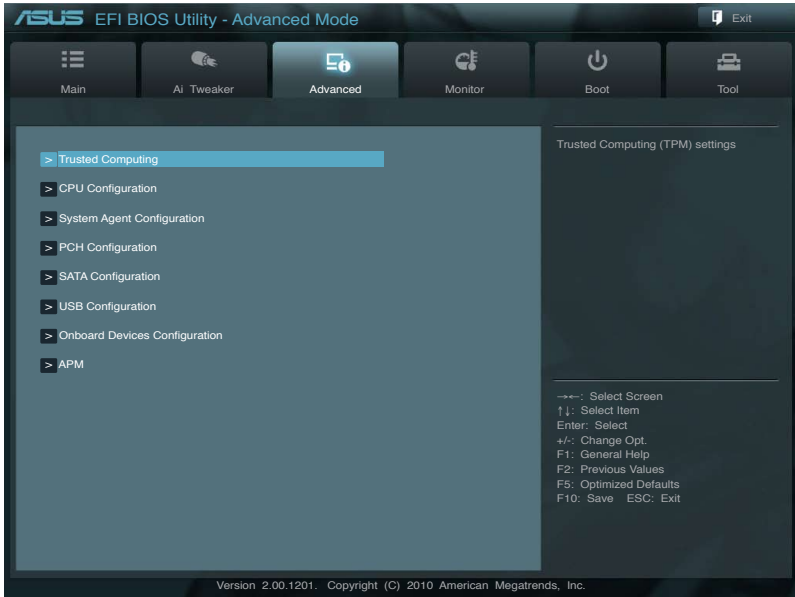 ASUS EFI BIOS Utility - Advanced Mode
Exit
Main
Ai Tweaker
Advanced
Monitor
Boot
Tool
> Trusted Computing
> CPU Configuration
> System Agent Configuration
> PCH Configuration
> SATA Configuration
> USB Configuration
> Onboard Devices Configuration
> APM
Trusted Computing (TPM) settings
→←: Select Screen
↑↓: Select Item
Enter: Select
+/-: Change Opt.
F1: General Help
F2: Previous Values
F5: Optimized Defaults
F10: Save ESC: Exit
Version 2.00.1201. Copyright (C) 2010 American Megatrends, Inc.